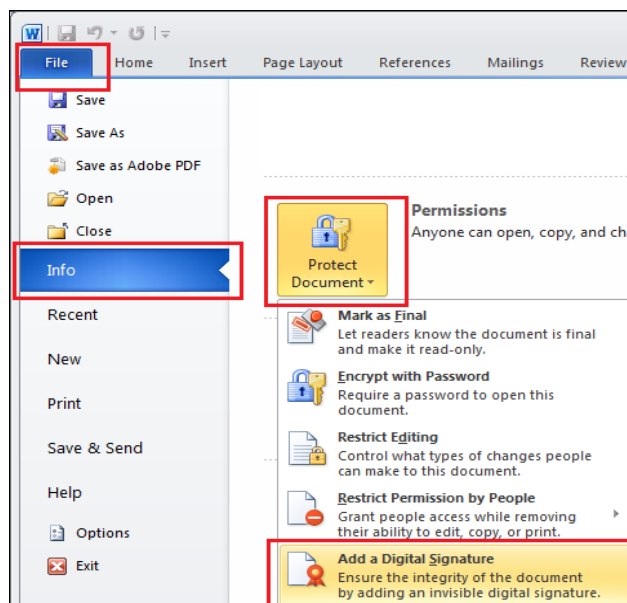 W
File Home Insert Page Layout References Mailings Review
Save
Save As
Save as Adobe PDF
Open
Close
Info
Recent
New
Print
Save & Send
Help
Options
Exit
Permissions
Anyone can open, copy, and ch
Protect
Document
Mark as Final
Let readers know the document is final
and make it read-only.
Encrypt with Password
Require a password to open this
document.
Restrict Editing
Control what types of changes people
can make to this document.
Restrict Permission by People
Grant people access while removing
their ability to edit, copy, or print.
Add a Digital Signature
Ensure the integrity of the document
by adding an invisible digital signature.